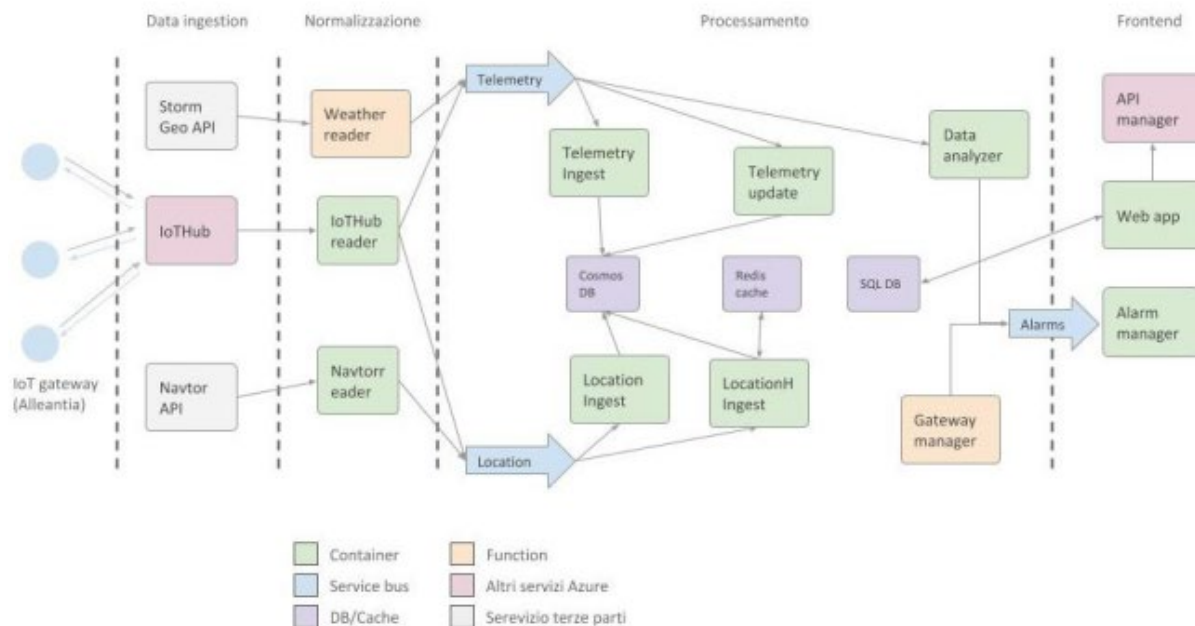 Data ingestion
Normalizzazione
Processamento
Frontend
Storm
Geo API
Weather
reader
Telemetry
Telemetry
Ingest
Telemetry
update
Data
analyzer
API
manager
IoTHub
IoTHub
reader
Web app
Cosmos
DB
Redis
cache
SQL DB
Alarms
Alarm
manager
IoT gateway
(Alleantia)
Navtor
API
Navtorr
eader
Location
Ingest
LocationH
Ingest
Gateway
manager
Location
Container
Function
Service bus
Altri servizi Azure
DB/Cache
Serevizio terze parti